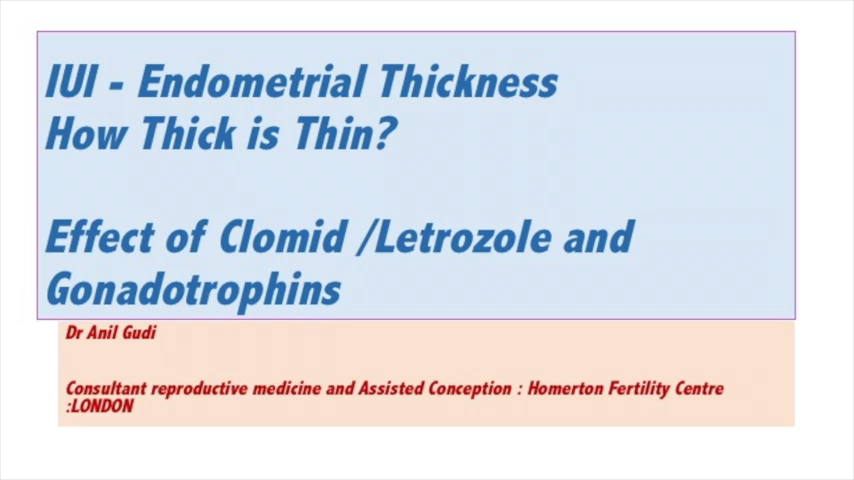 IUI - Endometrial Thickness
How Thick is Thin?
Effect of Clomid /Letrozole and
Gonadotrophins
Dr Anil Gudi
Consultant reproductive medicine and Assisted Conception : Homerton Fertility Centre
:LONDON